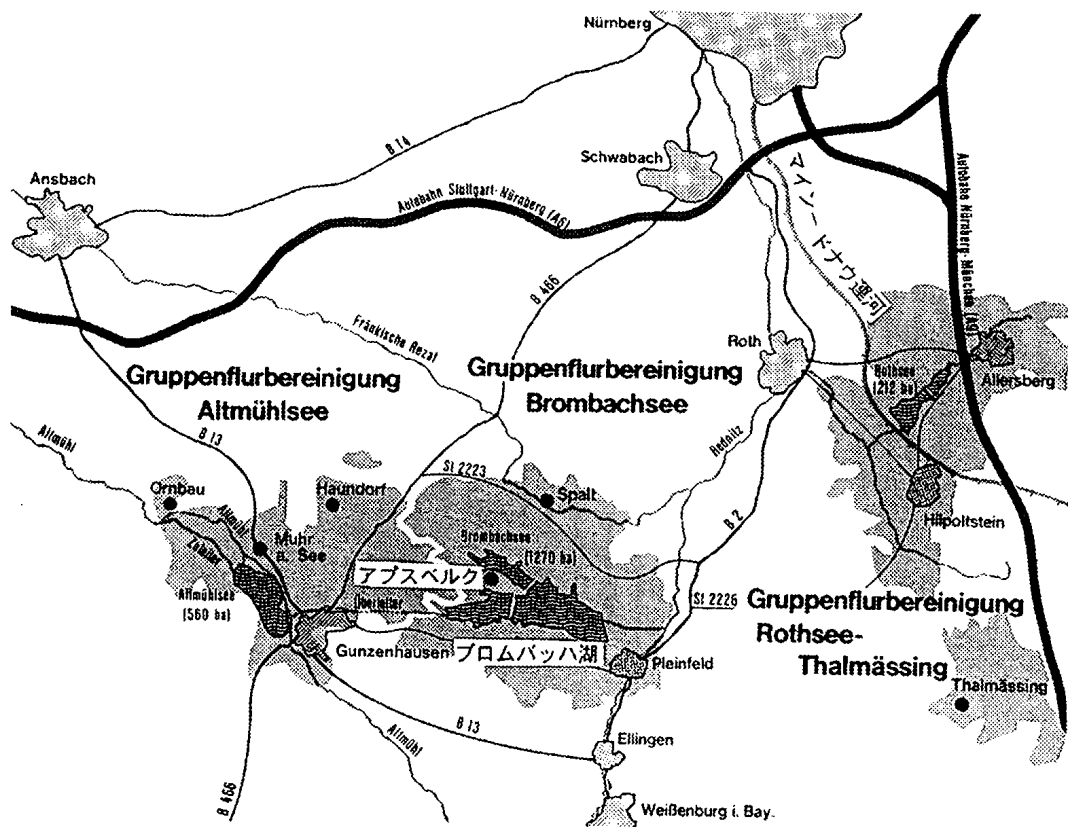 Nürnberg
B 14
Schwabach
Ansbach
Autobahn Stuttgart-Nürnberg (A6)
マイン―ドナウ運河
Autobahn Nürnberg-München (A9)
B 466
Fränkische Rezat
Roth
Rothsee
(212 ha)
Allersberg
Gruppenflurbereinigung
Altmühlsee
Gruppenflurbereinigung
Brombachsee
Altmühl
B 13
Rednitz
St 2223
Ornbau
Haundorf
Spalt
B 2
Hilpoltstein
Altmühl
Zuleiter
Muhr
a. See
Brombachsee
(1270 ha)
アブスベルク
Altmühlsee
(560 ha)
Überleiter
St 2226
Gruppenflurbereinigung
Rothsee-
Thalmässing
Gunzenhausen
ブロムバッハ湖
Pleinfeld
Thalmässing
B 13
Altmühl
Ellingen
B 466
Weißenburg i. Bay.